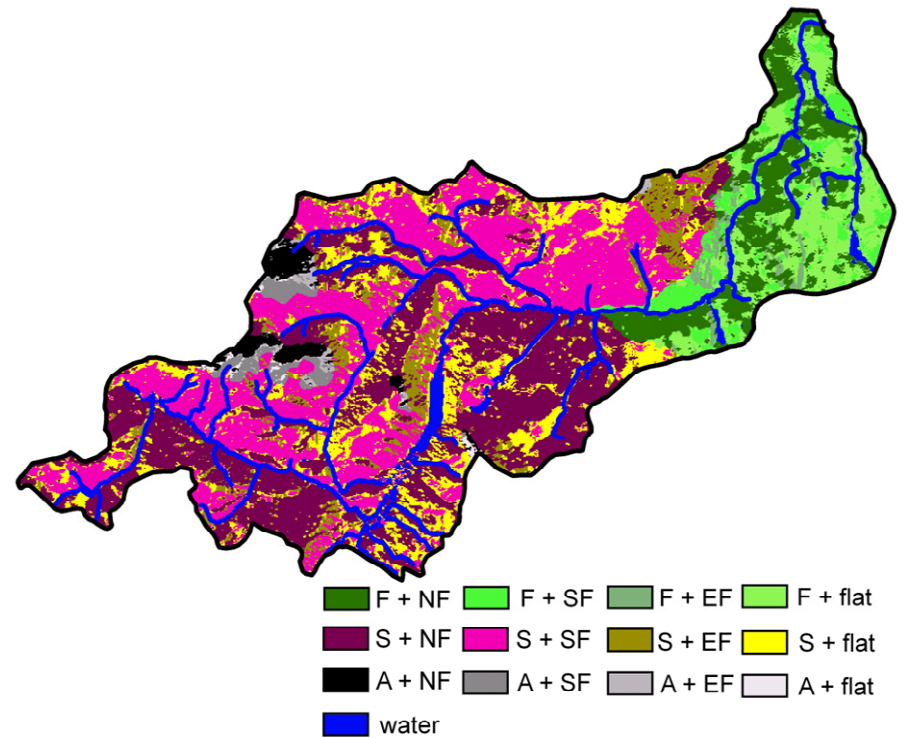 F + NF F + SF F + EF F + flat
S + NF S + SF S + EF S + flat
A + NF A + SF A + EF A + flat
water